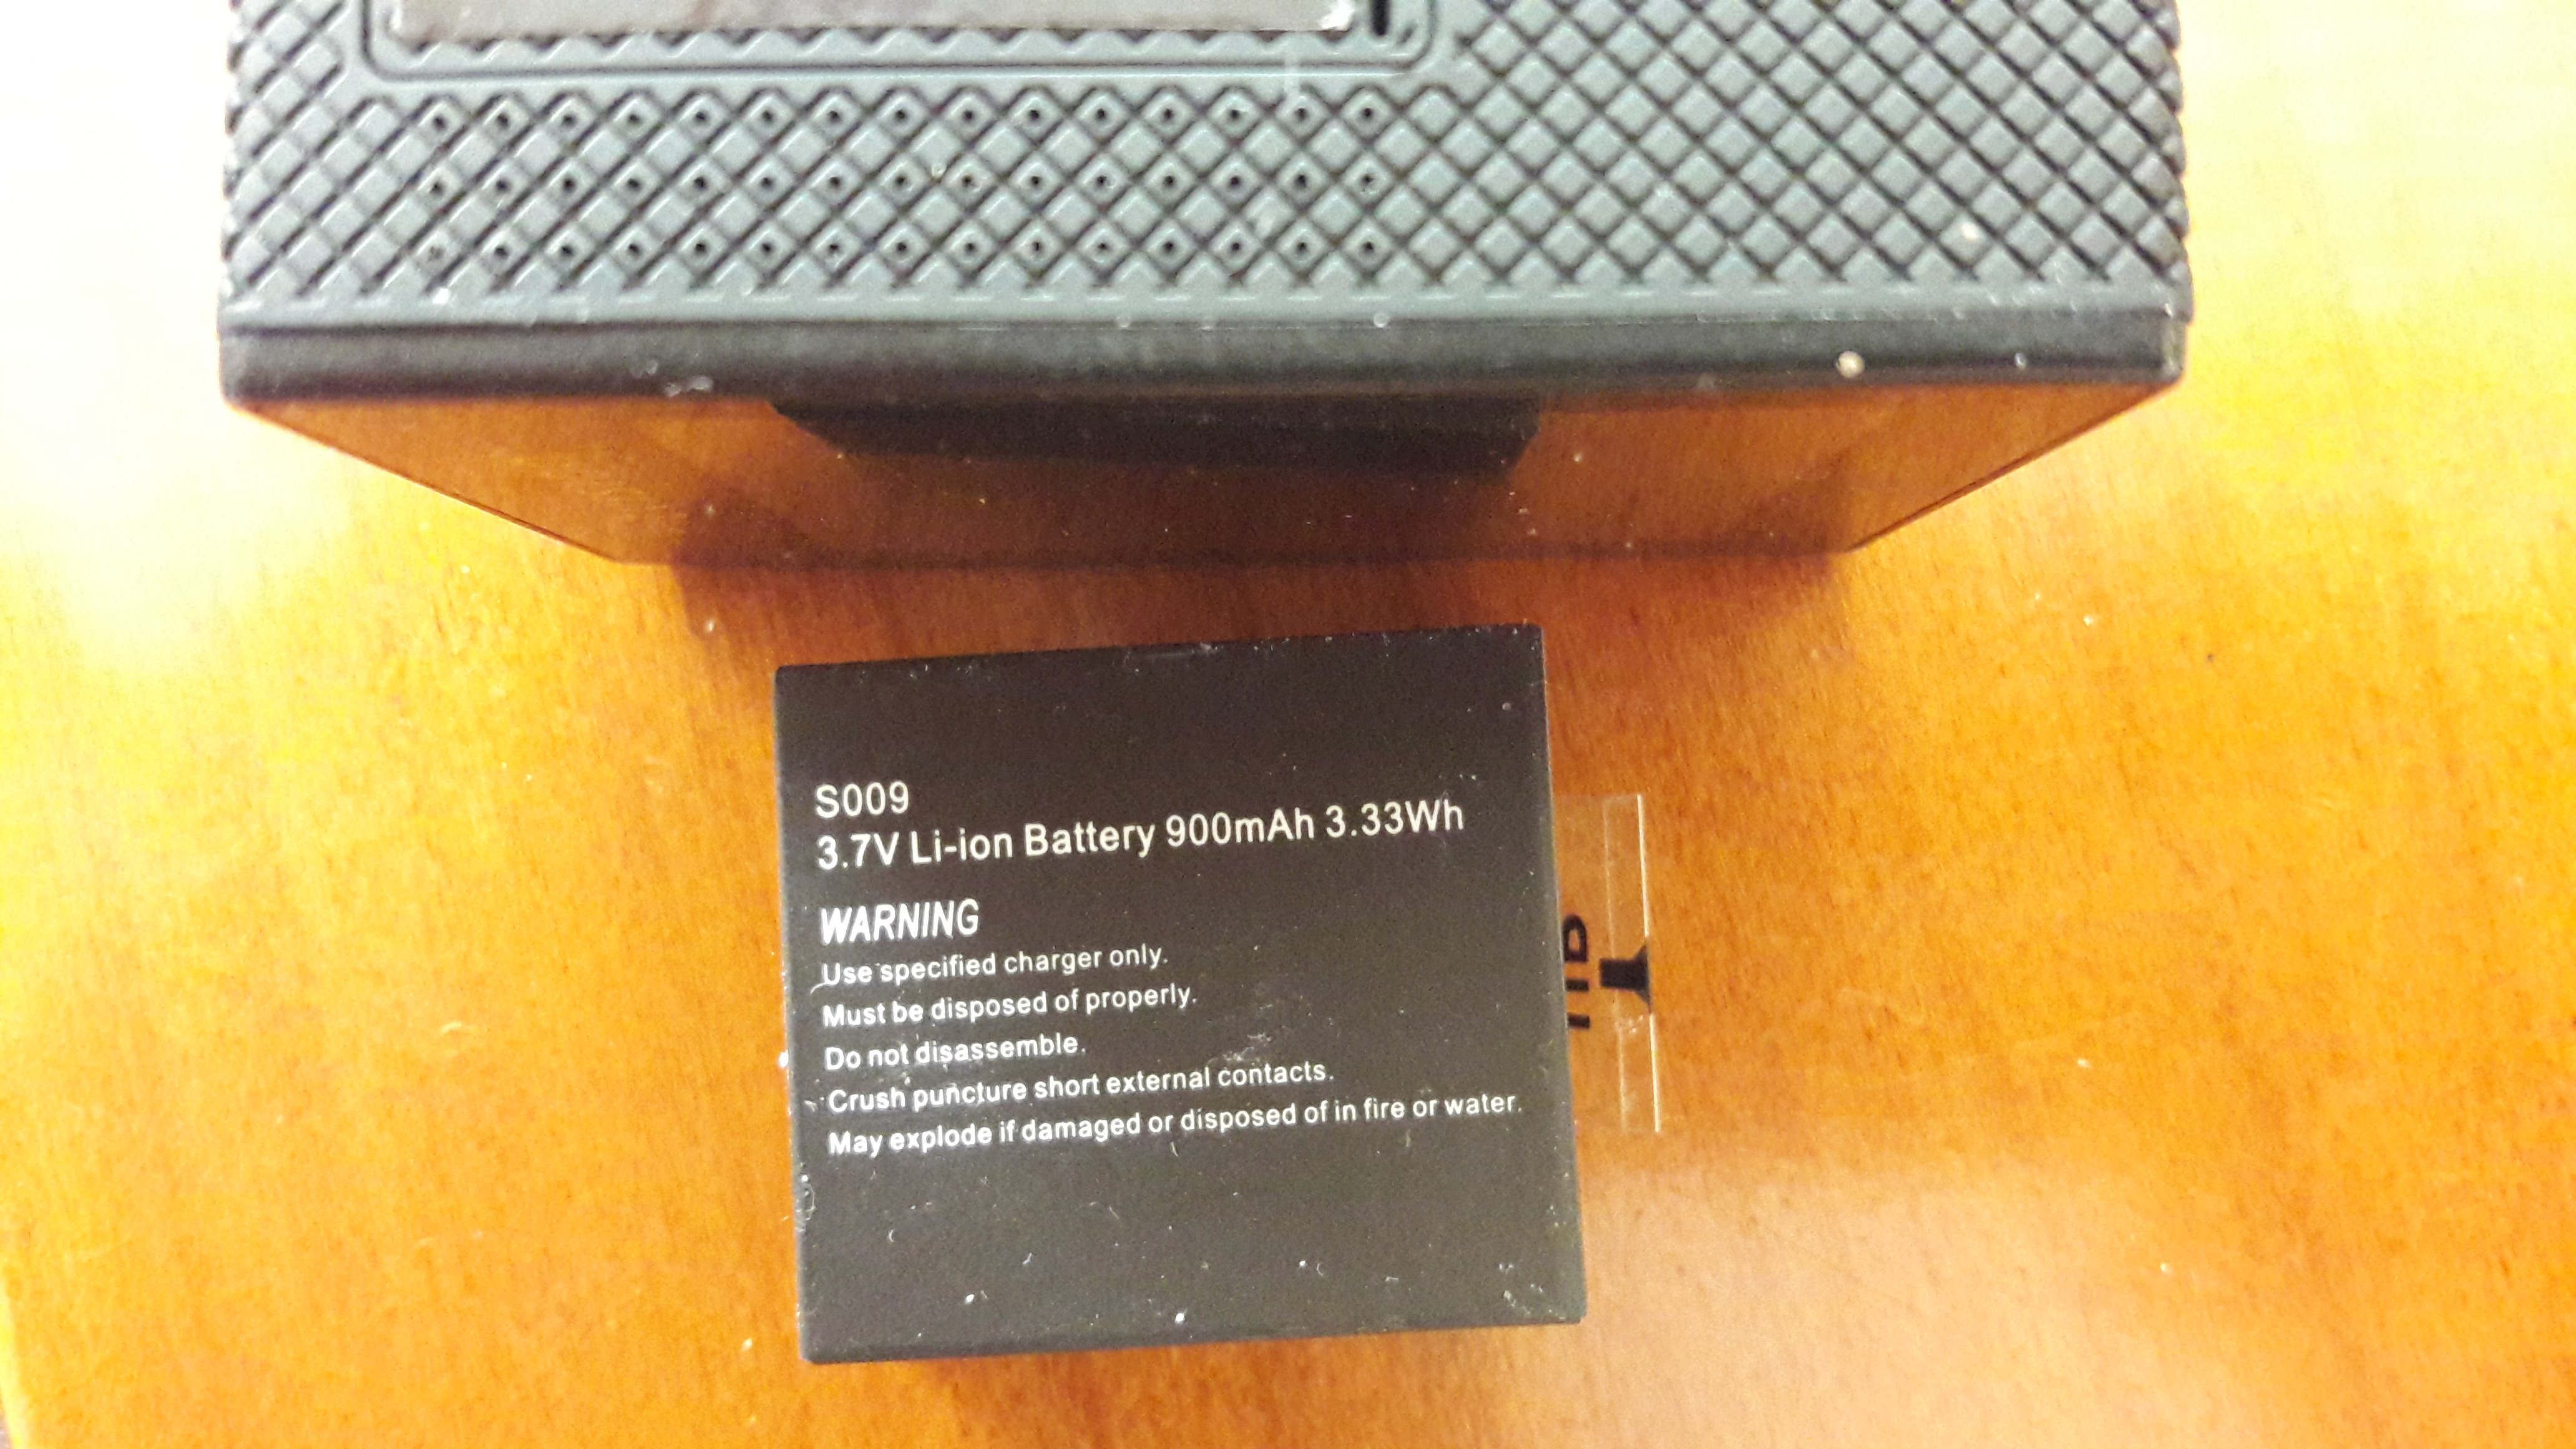 S009
3.7V Li-ion Battery 900mAh 3.33Wh
WARNING
Use specified charger only.
Must be disposed of properly.
Do not disassemble.
Crush puncture short external contacts.
May explode if damaged or disposed of in fire or water.